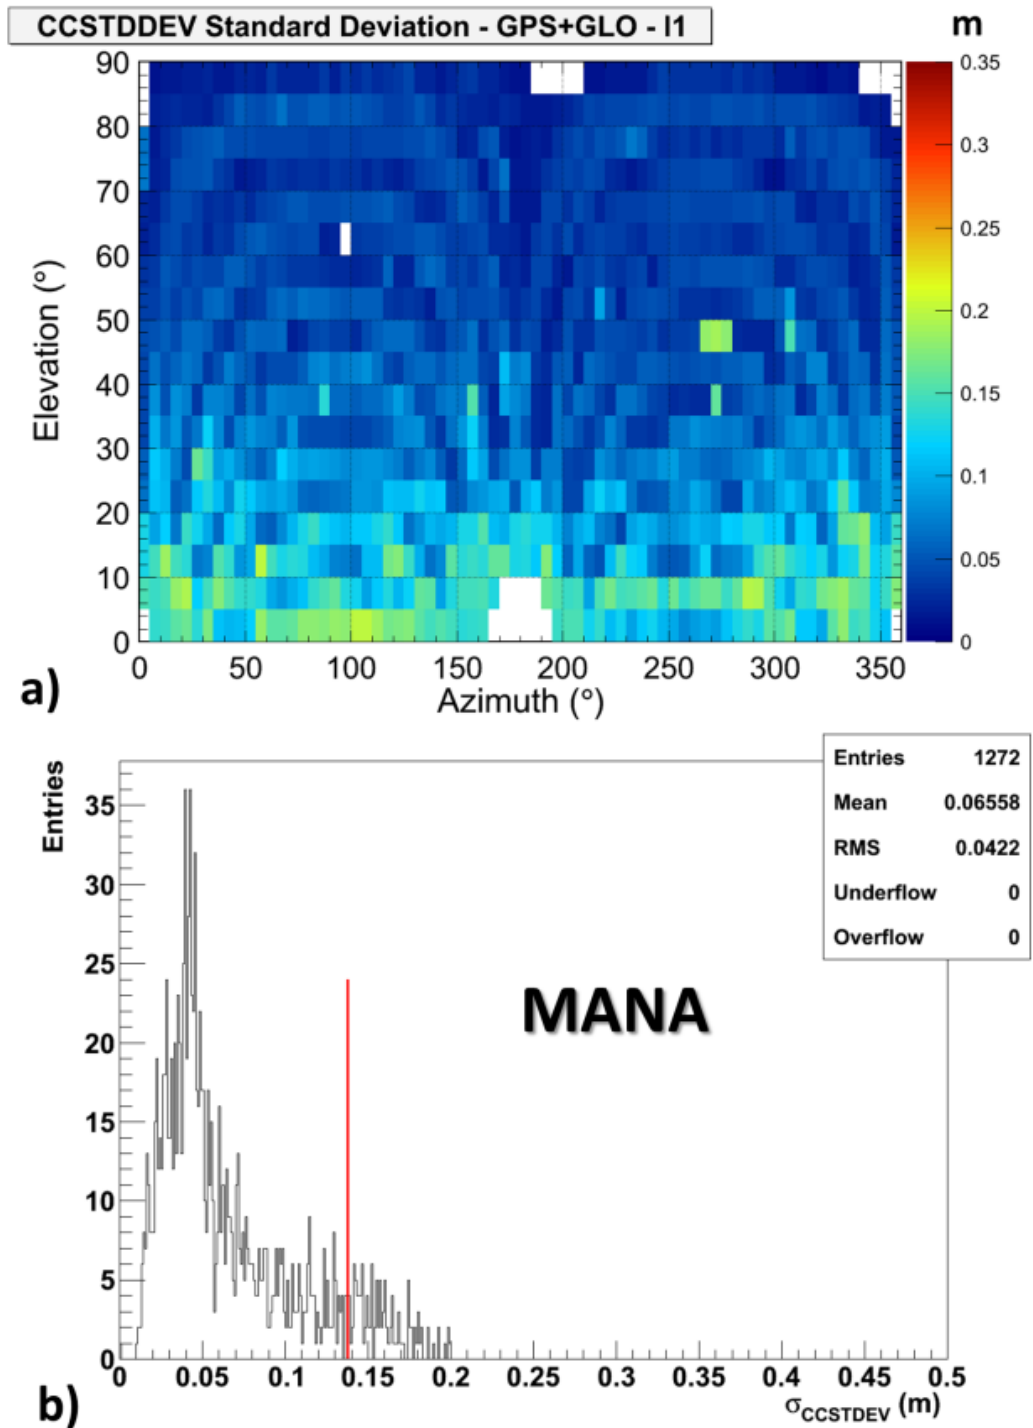 CCSTDDEV Standard Deviation - GPS+GLO - l1
m
90
80
70
60
50
40
30
20
10
0
Elevation (°)
0 50 100 150 200 250 300 350
Azimuth (°)
0.35
0.3
0.25
0.2
0.15
0.1
0.05
0
a)
Entries 1272
Mean 0.06558
RMS 0.0422
Underflow 0
Overflow 0
Entries
35
30
25
20
15
10
5
0
MANA
0 0.05 0.1 0.15 0.2 0.25 0.3 0.35 0.4 0.45 0.5
σCCSTDEV (m)
b)